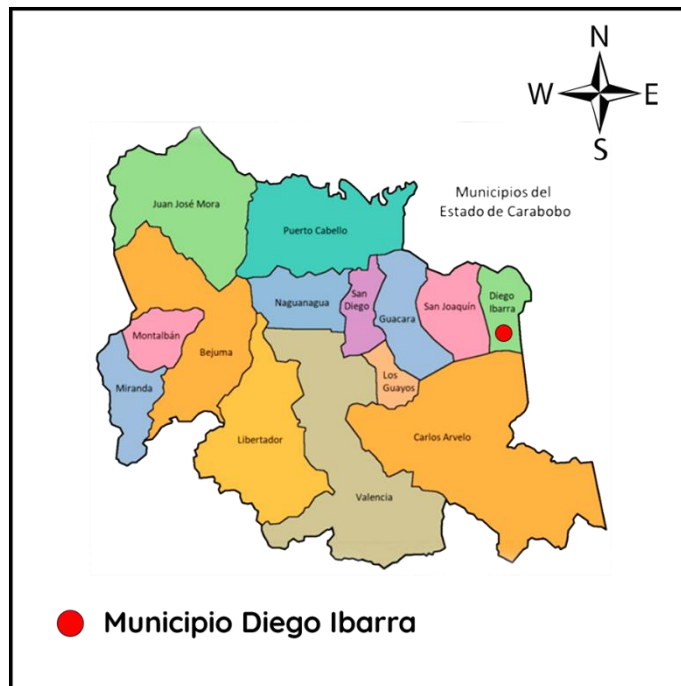 N
W E
S
Municipios del
Estado de Carabobo
Juan José Mora
Puerto Cabello
Naguanagua
San
Diego
Guacara
San Joaquín
Diego
Ibarra
Montalbán
Bejuma
Miranda
Los
Guayos
Libertador
Carlos Arvelo
Valencia
Municipio Diego Ibarra